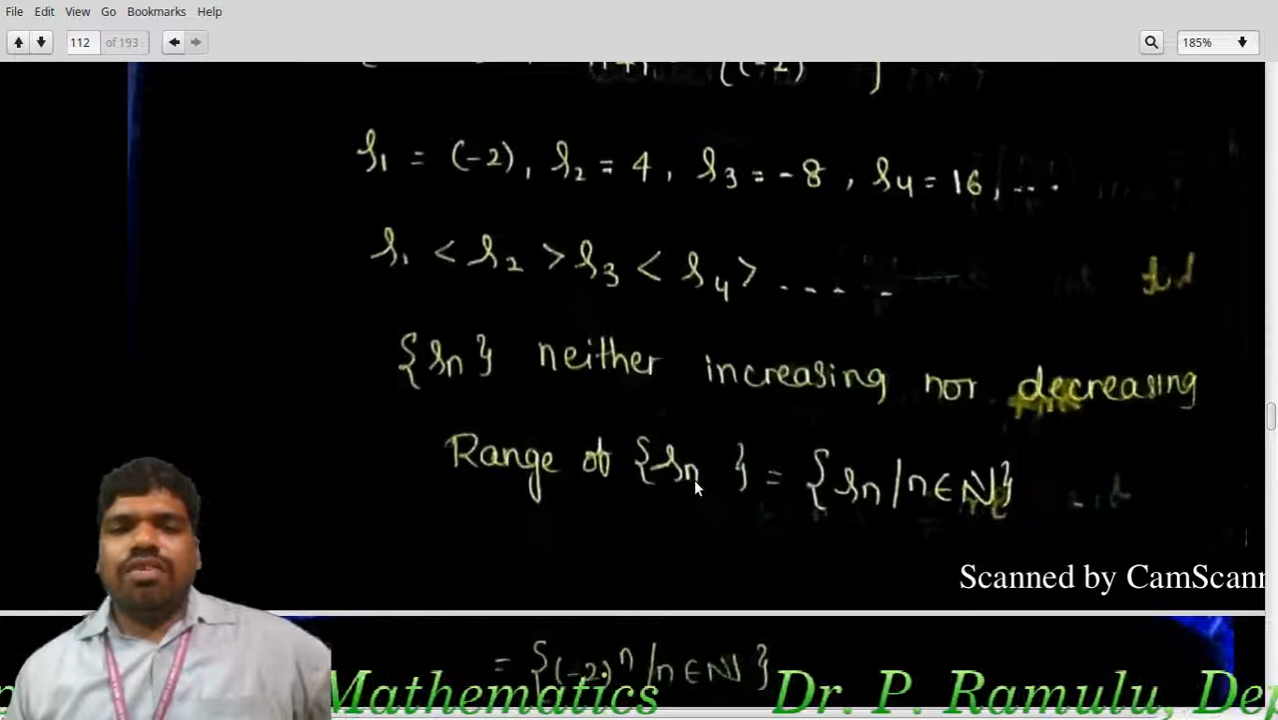 File Edit View Go Bookmarks Help
112 of 193 185%
S₁ = (-2), S₂ = 4, S₃ = -8, S₄ = 16, ...
S₁ < S₂ > S₃ < S₄ > .....
{Sn} neither increasing nor decreasing
Range of {Sn } = {Sn/n∈N}
Scanned by CamScann
= {(-2)ⁿ/n∈N}
Mathematics Dr. P. Ramulu, Dep